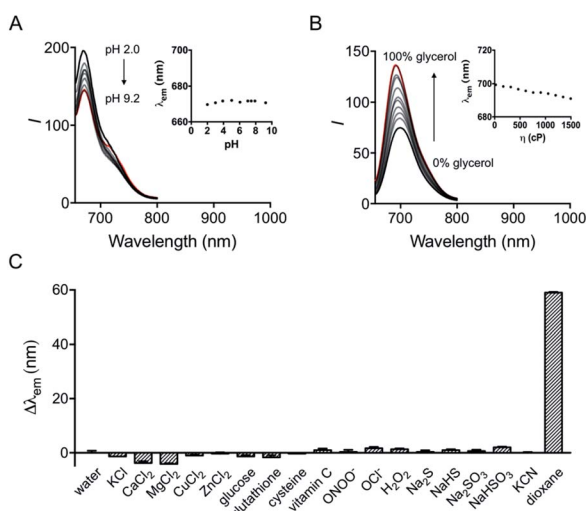 A
200
150
100
50
0
I
pH 2.0
pH 9.2
700
680
660
λem (nm)
0 2 4 6 8 10
pH
700 800 900 1000
Wavelength (nm)
B
150
100
50
0
I
100% glycerol
0% glycerol
720
700
680
λem (nm)
0 500 1000 1500
η (cP)
700 800 900 1000
Wavelength (nm)
C
60
40
20
0
Δλem (nm)
water
KCl
CaCl2
MgCl2
CuCl2
ZnCl2
glucose
glutathione
cysteine
vitamin C
ONOO-
OCl-
H2O2
Na2S
NaHS
Na2SO3
NaHSO3
KCN
dioxane